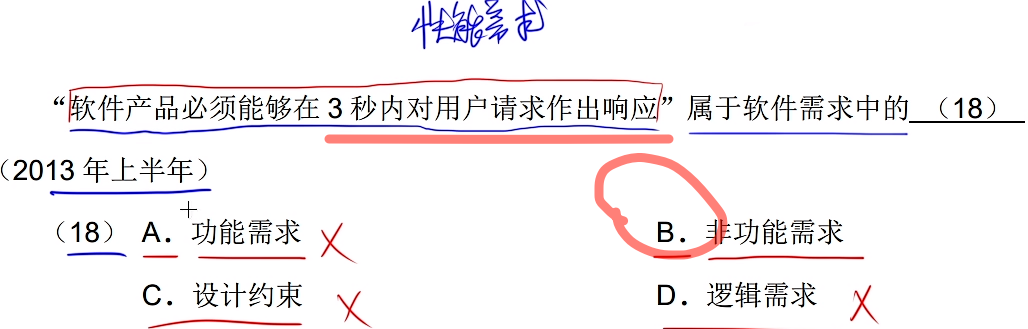 性能需求
“软件产品必须能够在 3 秒内对用户请求作出响应”属于软件需求中的 （18）
（2013 年上半年）
（18） A．功能需求 B．非功能需求
C．设计约束 D．逻辑需求